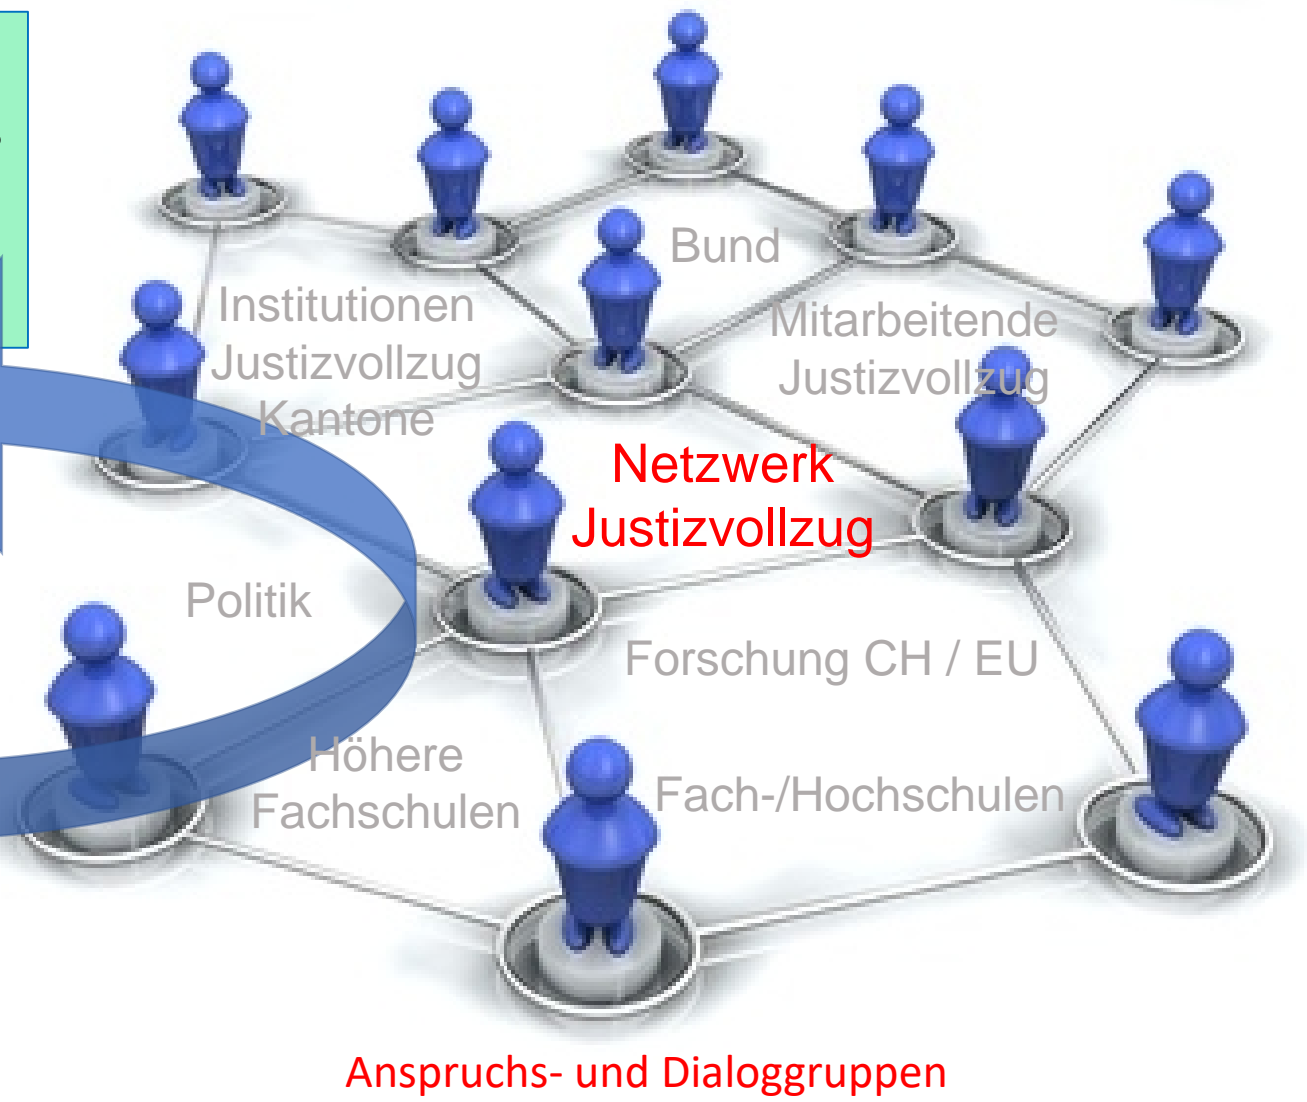 Bund
Institutionen
Justizvollzug
Kantone
Mitarbeitende
Justizvollzug
Netzwerk
Justizvollzug
Politik
Forschung CH / EU
Höhere
Fachschulen
Fach-/Hochschulen
Anspruchs- und Dialoggruppen